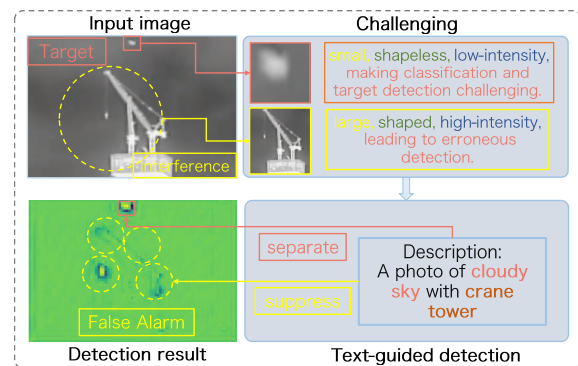 Input image
Challenging
Target
small, shapeless, low-intensity,
making classification and
target detection challenging.
large, shaped, high-intensity,
leading to erroneous
detection.
Interference
separate
suppress
Description:
A photo of cloudy
sky with crane
tower
False Alarm
Detection result
Text-guided detection